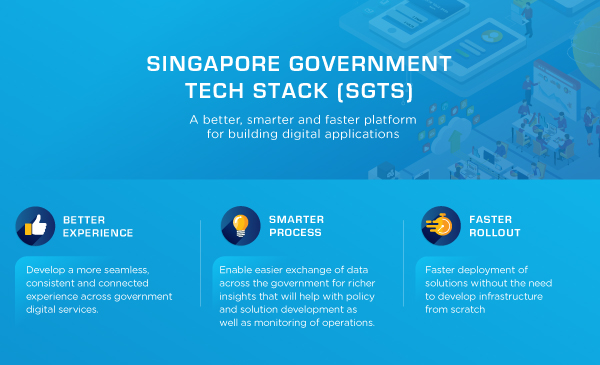 SINGAPORE GOVERNMENT
TECH STACK (SGTS)
A better, smarter and faster platform
for building digital applications
BETTER
EXPERIENCE
Develop a more seamless,
consistent and connected
experience across government
digital services.
SMARTER
PROCESS
Enable easier exchange of data
across the government for richer
insights that will help with policy
and solution development as
well as monitoring of operations.
FASTER
ROLLOUT
Faster deployment of
solutions without the need
to develop infrastructure
from scratch